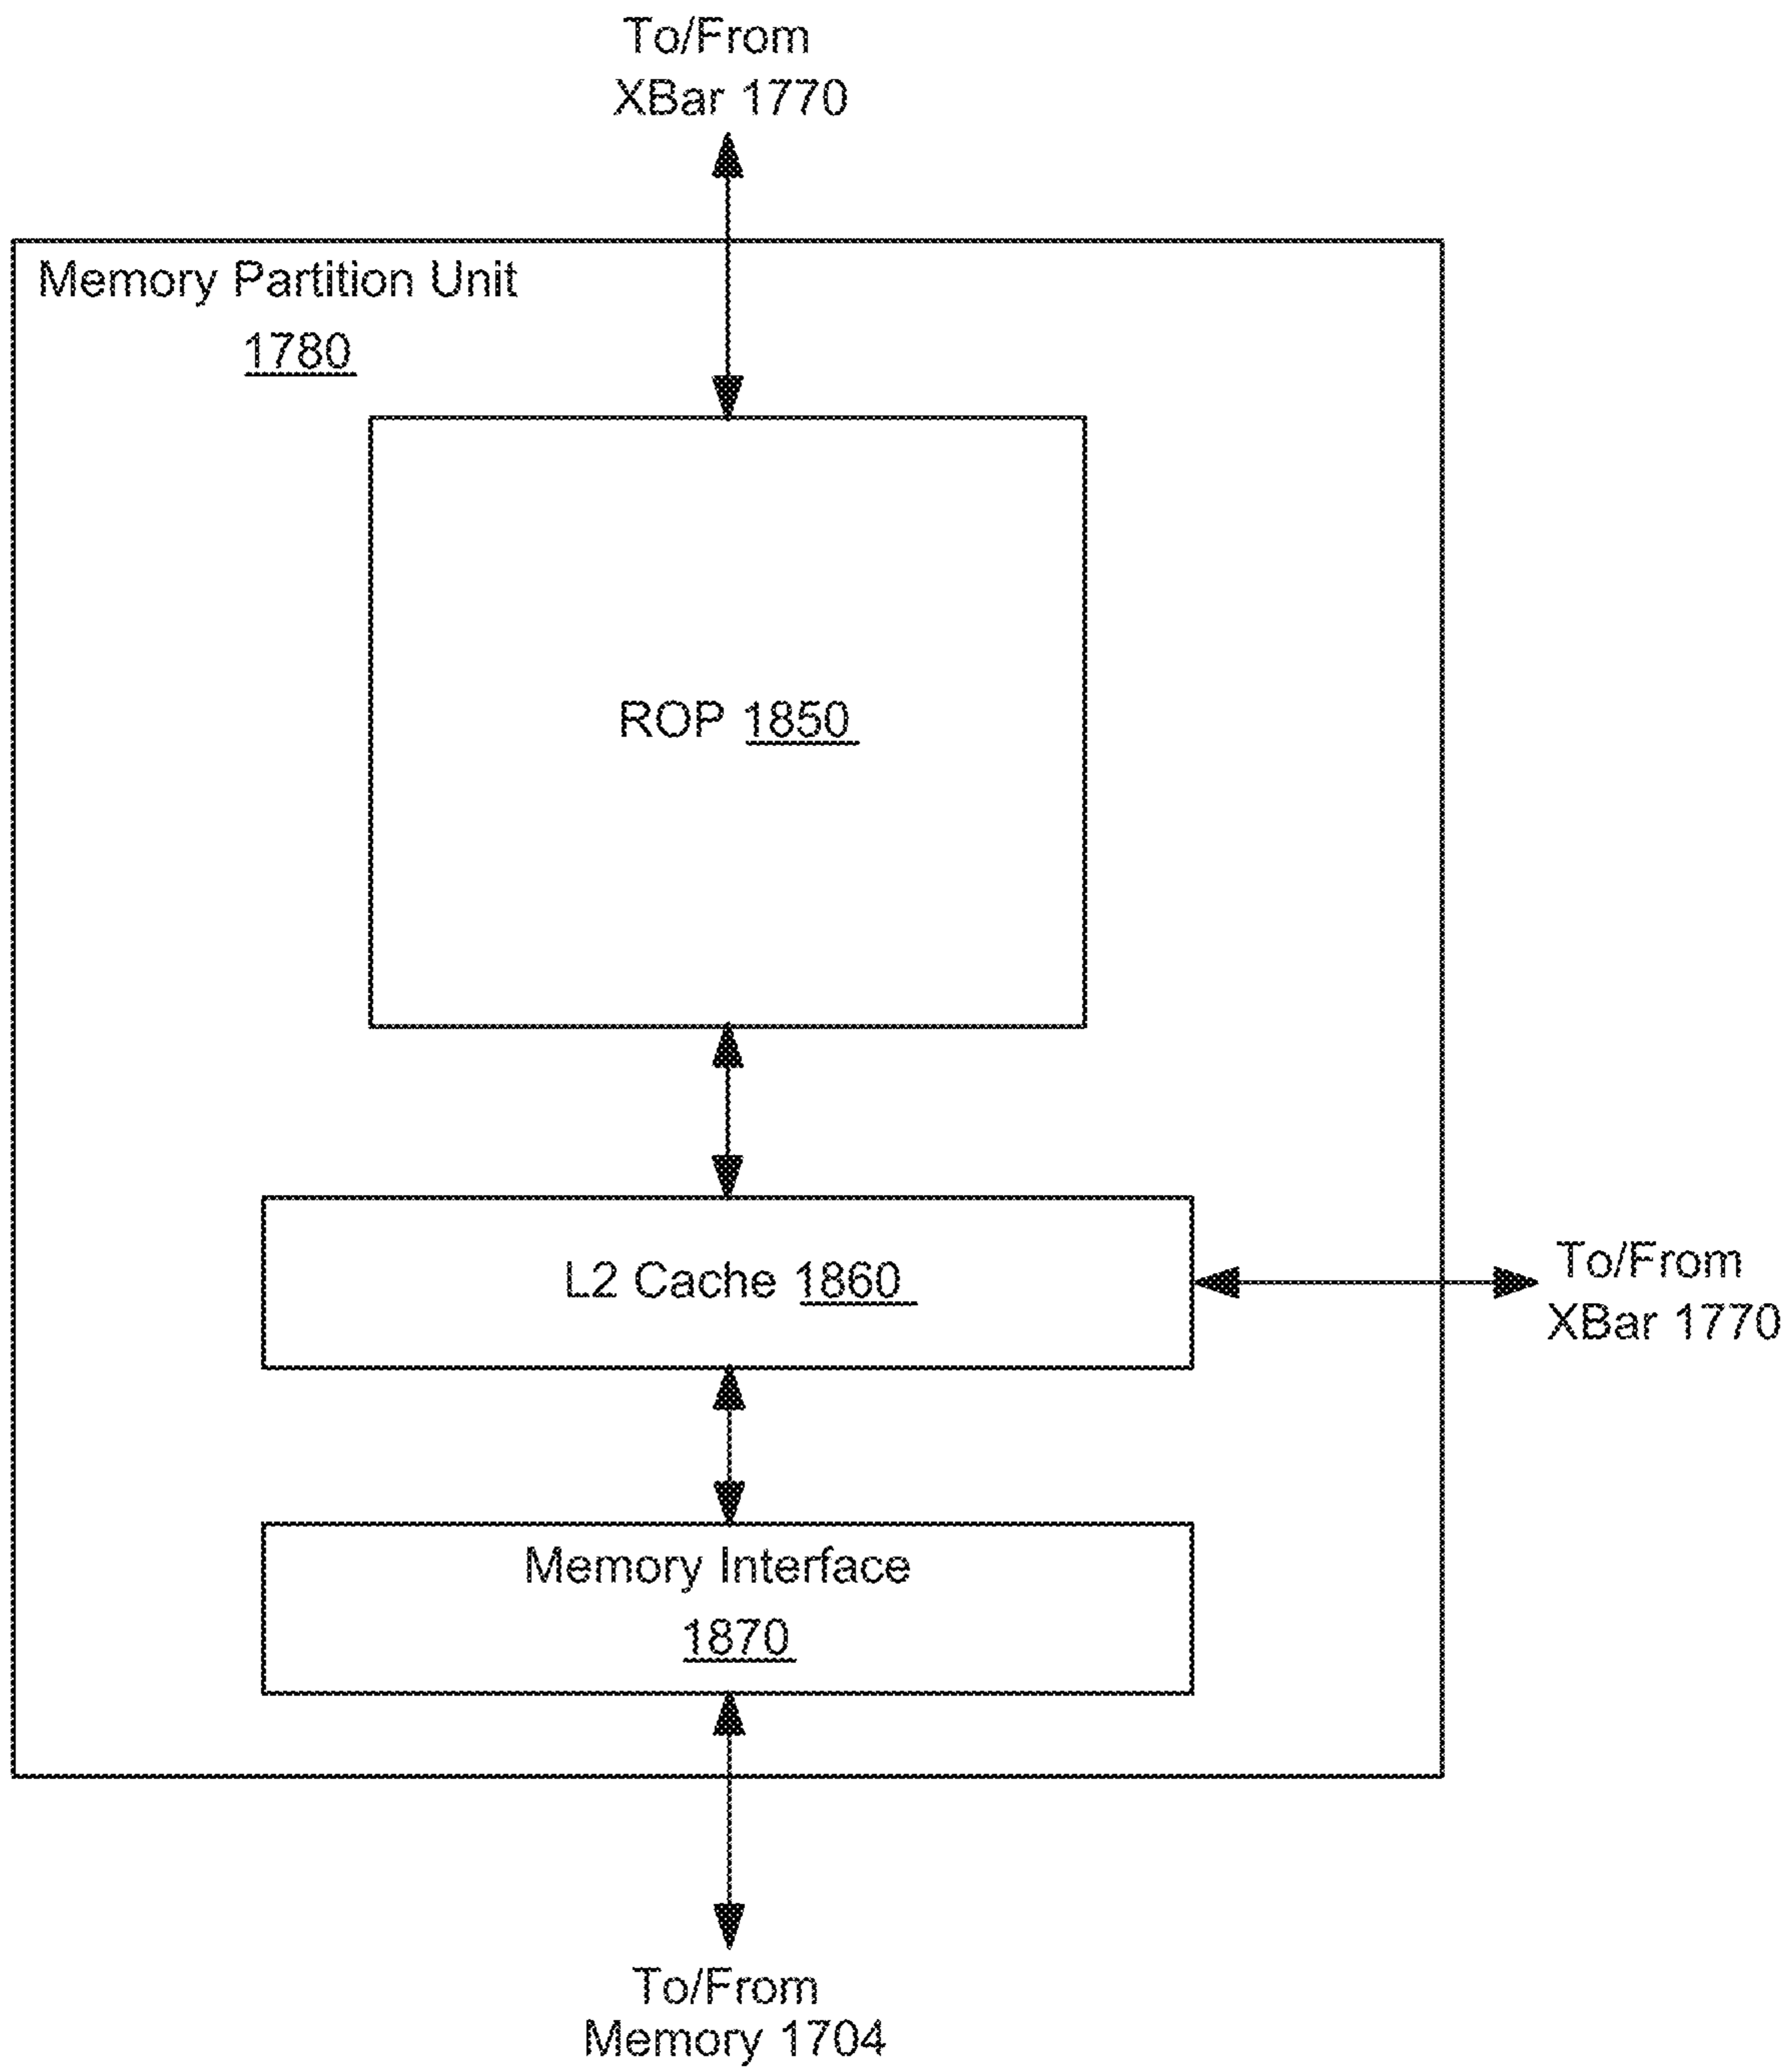 To/From
XBar 1770
Memory Partition Unit
1780
ROP 1850
L2 Cache 1860
To/From
XBar 1770
Memory Interface
1870
To/From
Memory 1704